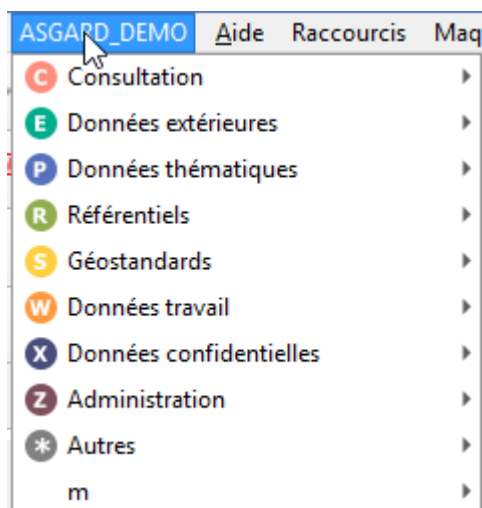 ASGARD_DEMO Aide Raccourcis Maq
C Consultation
E Données extérieures
P Données thématiques
R Référentiels
S Géostandards
W Données travail
X Données confidentielles
Z Administration
* Autres
m